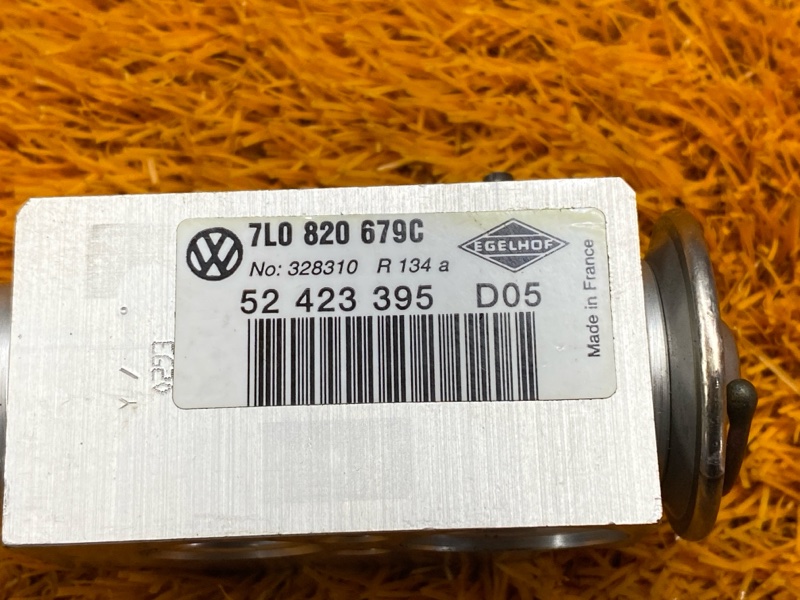 7L0 820 679C
EGELHOF
No: 328310 R 134 a
52 423 395 D05
Made in France